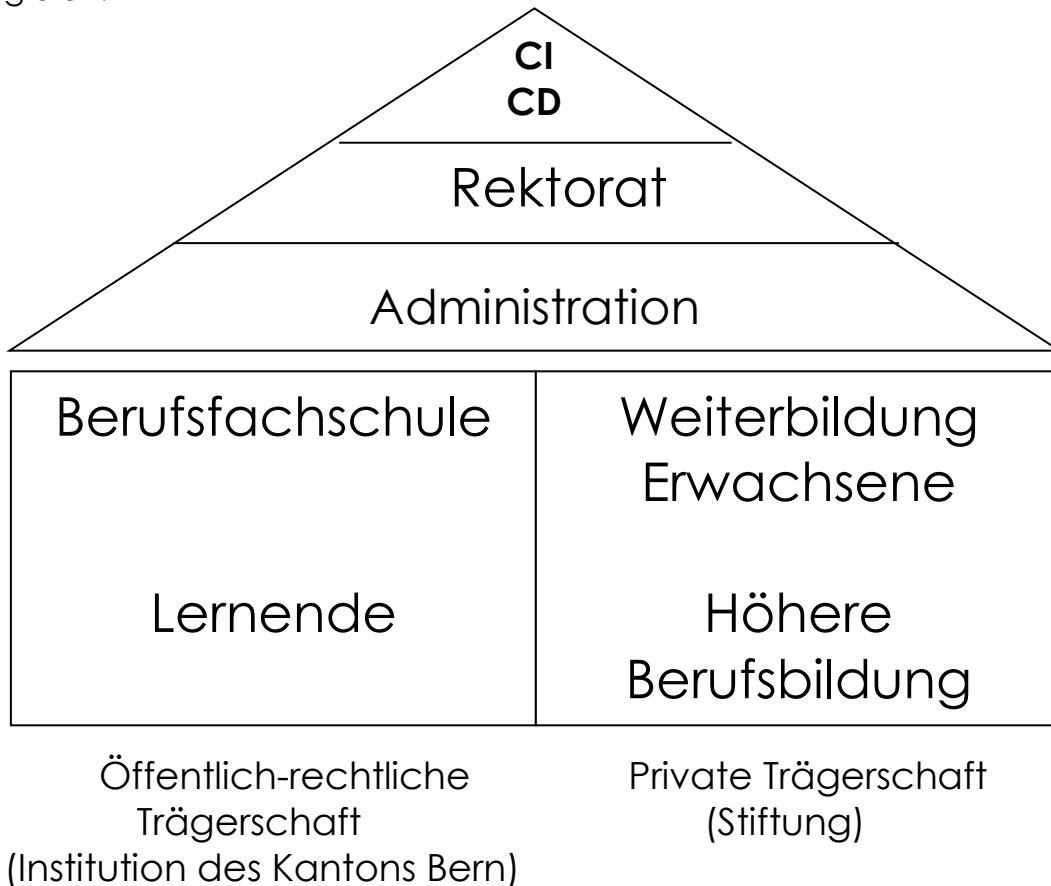 CI
CD
Rektorat
Administration
Berufsfachschule
Lernende
Weiterbildung
Erwachsene
Höhere
Berufsbildung
Öffentlich-rechtliche
Trägerschaft
(Institution des Kantons Bern)
Private Trägerschaft
(Stiftung)